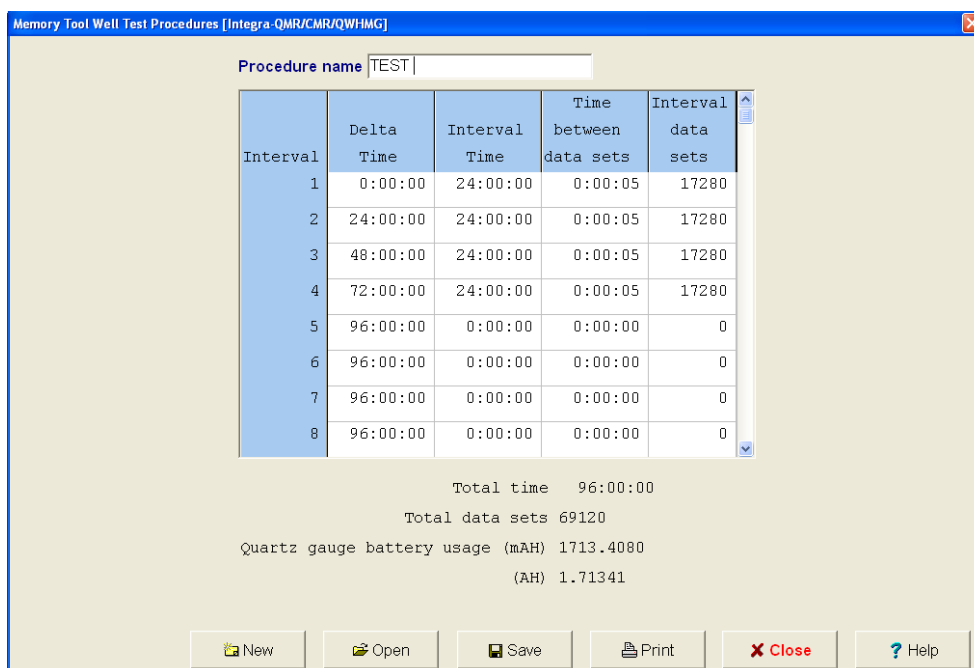 Memory Tool Well Test Procedures [Integra-QMR/CMR/QWHMG]
Procedure name TEST
Interval Delta Time Interval Time Time between data sets Interval data sets
1 0:00:00 24:00:00 0:00:05 17280
2 24:00:00 24:00:00 0:00:05 17280
3 48:00:00 24:00:00 0:00:05 17280
4 72:00:00 24:00:00 0:00:05 17280
5 96:00:00 0:00:00 0:00:00 0
6 96:00:00 0:00:00 0:00:00 0
7 96:00:00 0:00:00 0:00:00 0
8 96:00:00 0:00:00 0:00:00 0
Total time 96:00:00
Total data sets 69120
Quartz gauge battery usage (mAH) 1713.4080
(AH) 1.71341
New Open Save Print Close Help